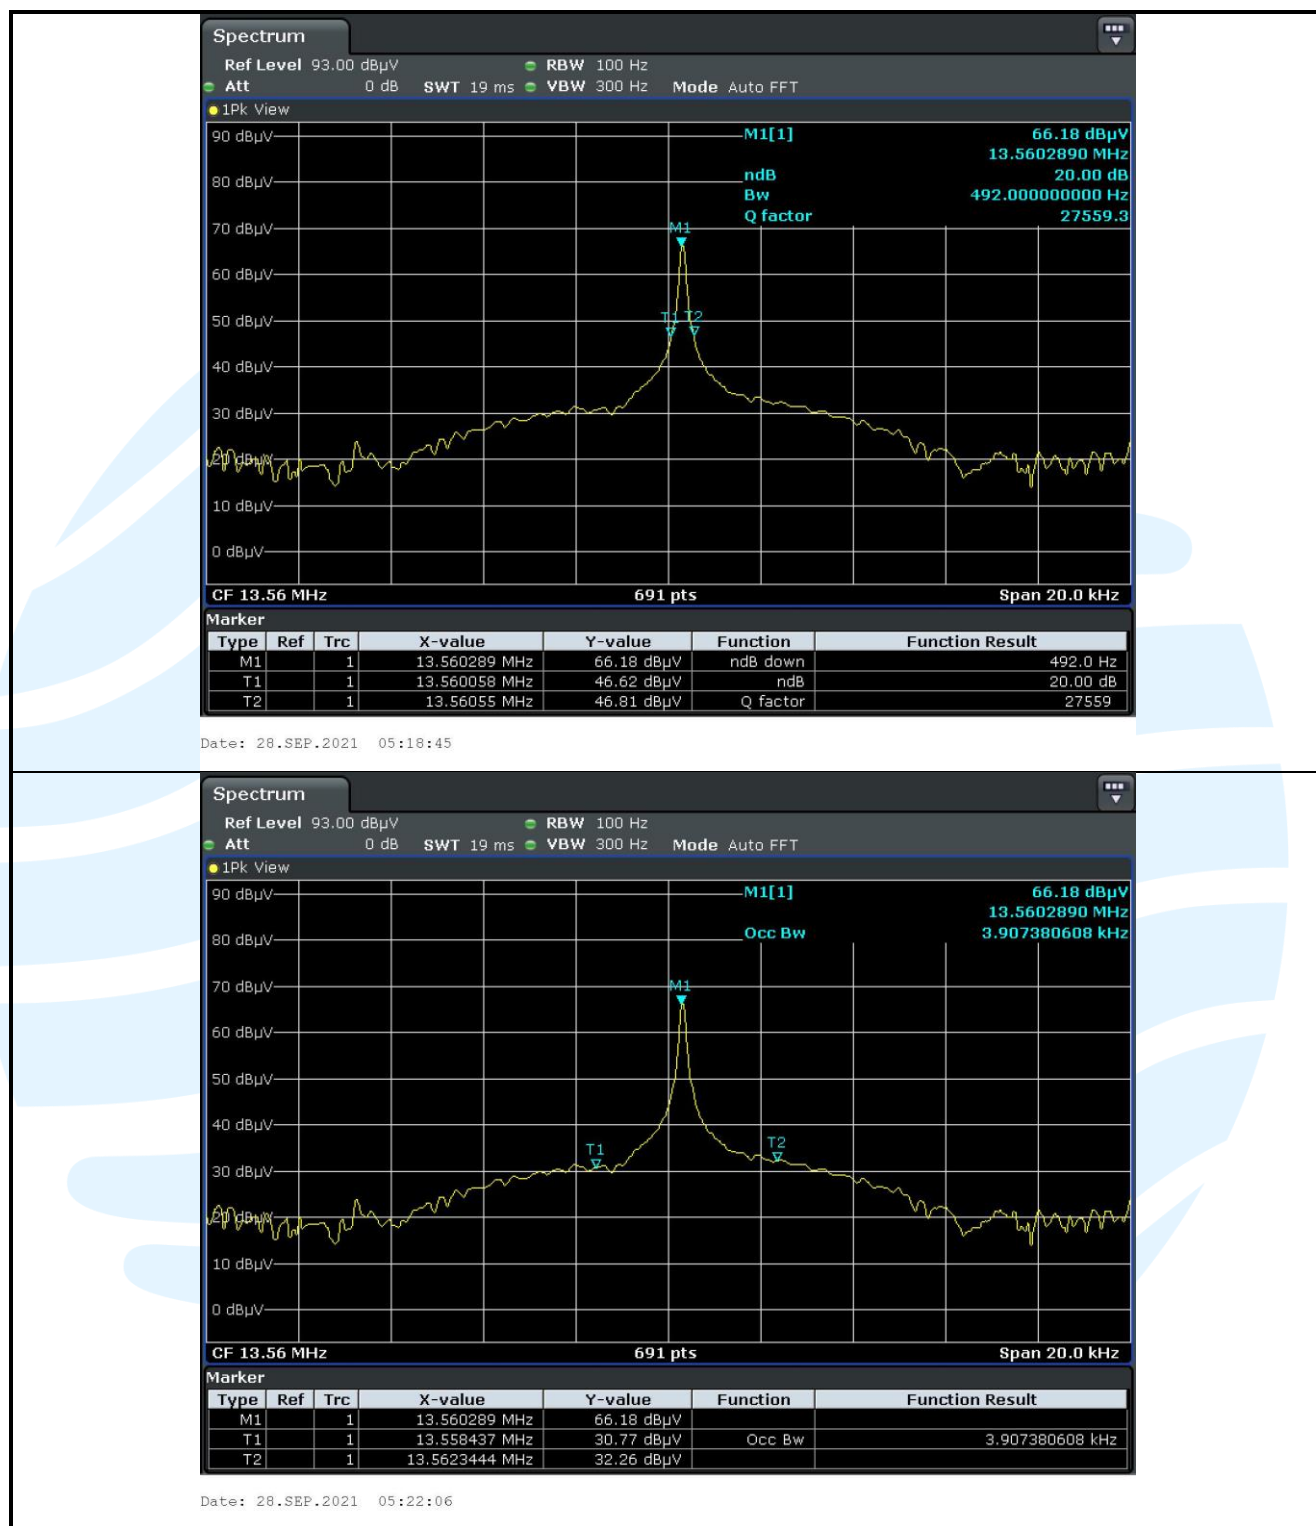 Spectrum
Ref Level 93.00 dBµV RBW 100 Hz
Att 0 dB SWT 19 ms VBW 300 Hz Mode Auto FFT
1Pk View
90 dBµV M1[1] 66.18 dBµV
13.5602890 MHz
80 dBµV ndB 20.00 dB
Bw 492.000000000 Hz
Q factor 27559.3
70 dBµV M1
60 dBµV
50 dBµV T1 T2
40 dBµV
30 dBµV
20 dBµV
10 dBµV
0 dBµV
CF 13.56 MHz 691 pts Span 20.0 kHz
Marker
Type Ref Trc X-value Y-value Function Function Result
M1 1 13.560289 MHz 66.18 dBµV ndB down 492.0 Hz
T1 1 13.560058 MHz 46.62 dBµV ndB 20.00 dB
T2 1 13.56055 MHz 46.81 dBµV Q factor 27559
Date: 28.SEP.2021 05:18:45
Spectrum
Ref Level 93.00 dBµV RBW 100 Hz
Att 0 dB SWT 19 ms VBW 300 Hz Mode Auto FFT
1Pk View
90 dBµV M1[1] 66.18 dBµV
13.5602890 MHz
80 dBµV Occ Bw 3.907380608 kHz
70 dBµV M1
60 dBµV
50 dBµV
40 dBµV
T1 T2
30 dBµV
20 dBµV
10 dBµV
0 dBµV
CF 13.56 MHz 691 pts Span 20.0 kHz
Marker
Type Ref Trc X-value Y-value Function Function Result
M1 1 13.560289 MHz 66.18 dBµV
T1 1 13.558437 MHz 30.77 dBµV Occ Bw 3.907380608 kHz
T2 1 13.5623444 MHz 32.26 dBµV
Date: 28.SEP.2021 05:22:06